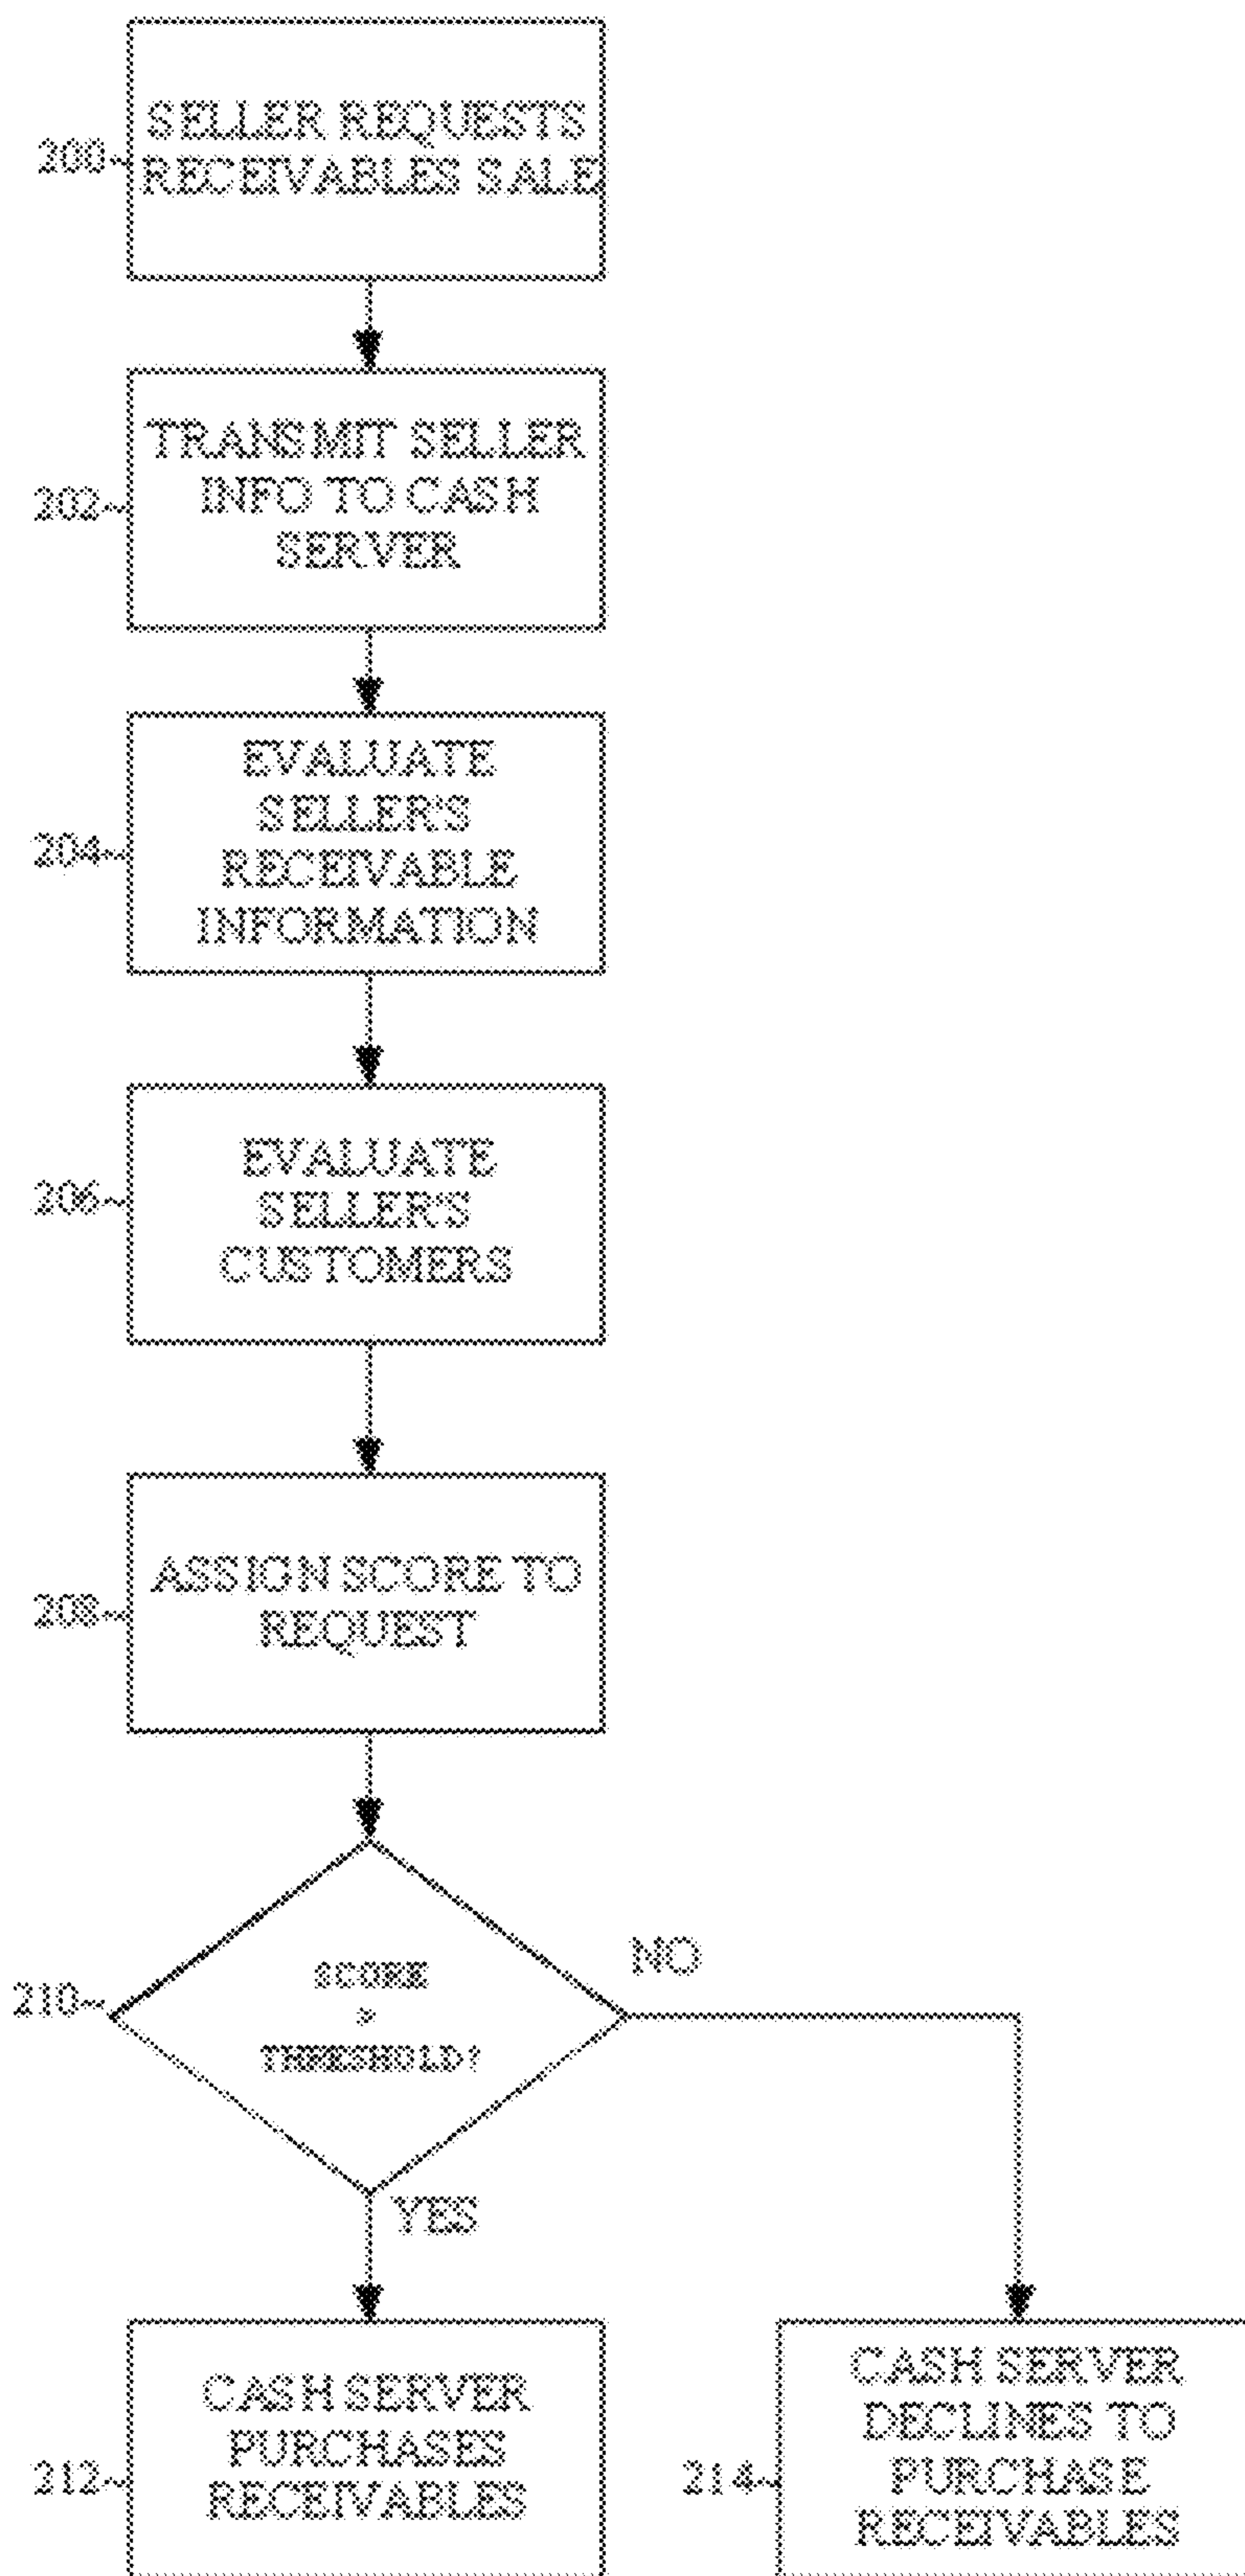 SELLER REQUESTS
RECEIVABLES SALE
200
TRANSMIT SELLER
INFO TO CASH
SERVER
202
EVALUATE
SELLER'S
RECEIVABLE
INFORMATION
204
EVALUATE
SELLER'S
CUSTOMERS
206
ASSIGN SCORE TO
REQUEST
208
SCORE
>
THRESHOLD?
210
NO
YES
CASH SERVER
PURCHASES
RECEIVABLES
212
CASH SERVER
DECLINES TO
PURCHASE
RECEIVABLES
214